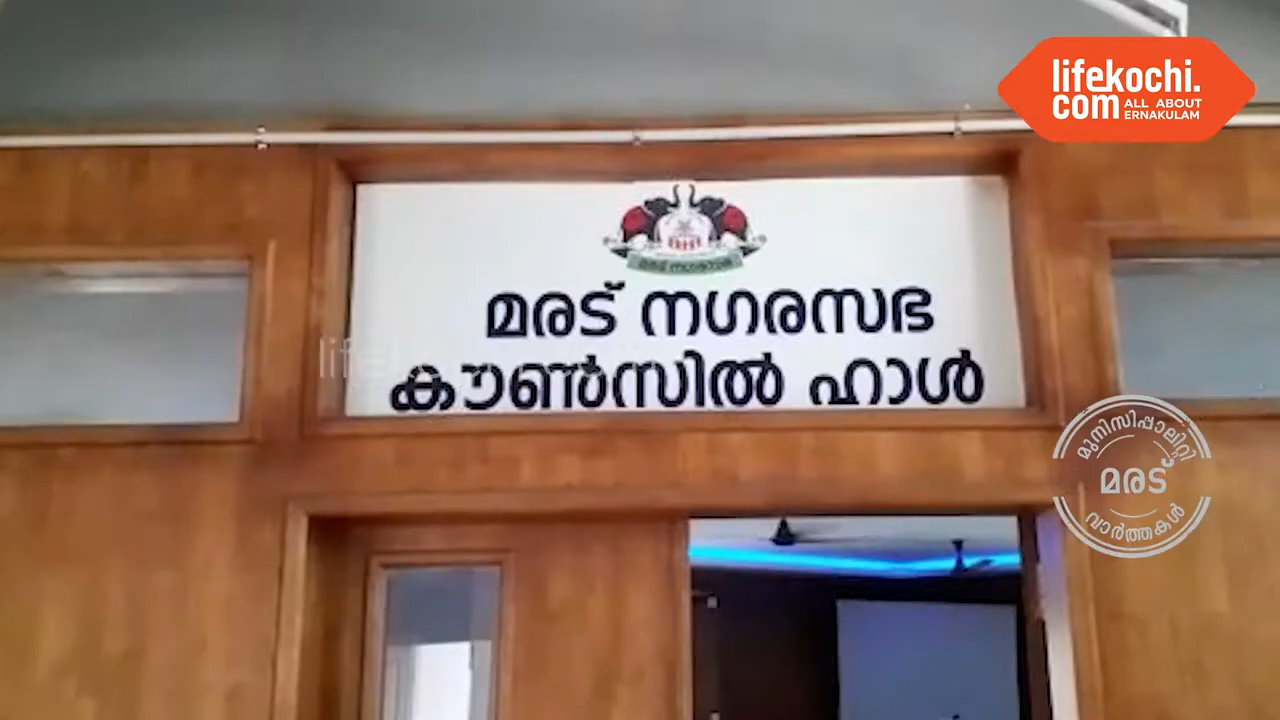 lifekochi.
com ALL ABOUT
ERNAKULAM
മരട് നഗരസഭ
കൗൺസിൽ ഹാൾ
മുനിസിപ്പാലിറ്റി
മരട്
വാർത്തകൾ